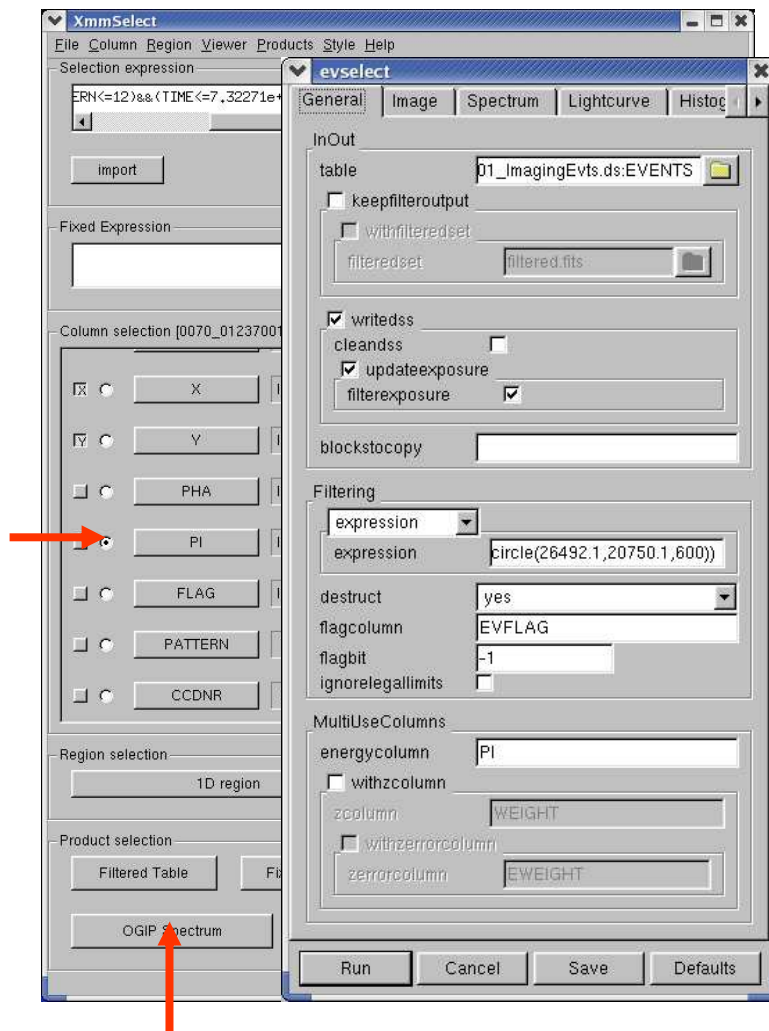 XmmSelect
File Column Region Viewer Products Style Help
Selection expression
ERN<=12)&&(TIME<=7.32271e+
import
Fixed Expression
Column selection [0070_01237001
X X
Y Y
PHA
PI
FLAG
PATTERN
CCDNR
Region selection
1D region
Product selection
Filtered Table
OGIP Spectrum
evselect
General Image Spectrum Lightcurve Histog
InOut
table 01_ImagingEvts.ds:EVENTS
keepfilteroutput
withfilteredset
filteredset filtered.fits
writedss
cleandss
updateexposure
filterexposure
blockstocopy
Filtering
expression
expression circle(26492.1,20750.1,600))
destruct yes
flagcolumn EVFLAG
flagbit -1
ignorelegallimits
MultiUseColumns
energycolumn PI
withzcolumn
zcolumn WEIGHT
withzerrorcolumn
zerrorcolumn EWEIGHT
Run Cancel Save Defaults